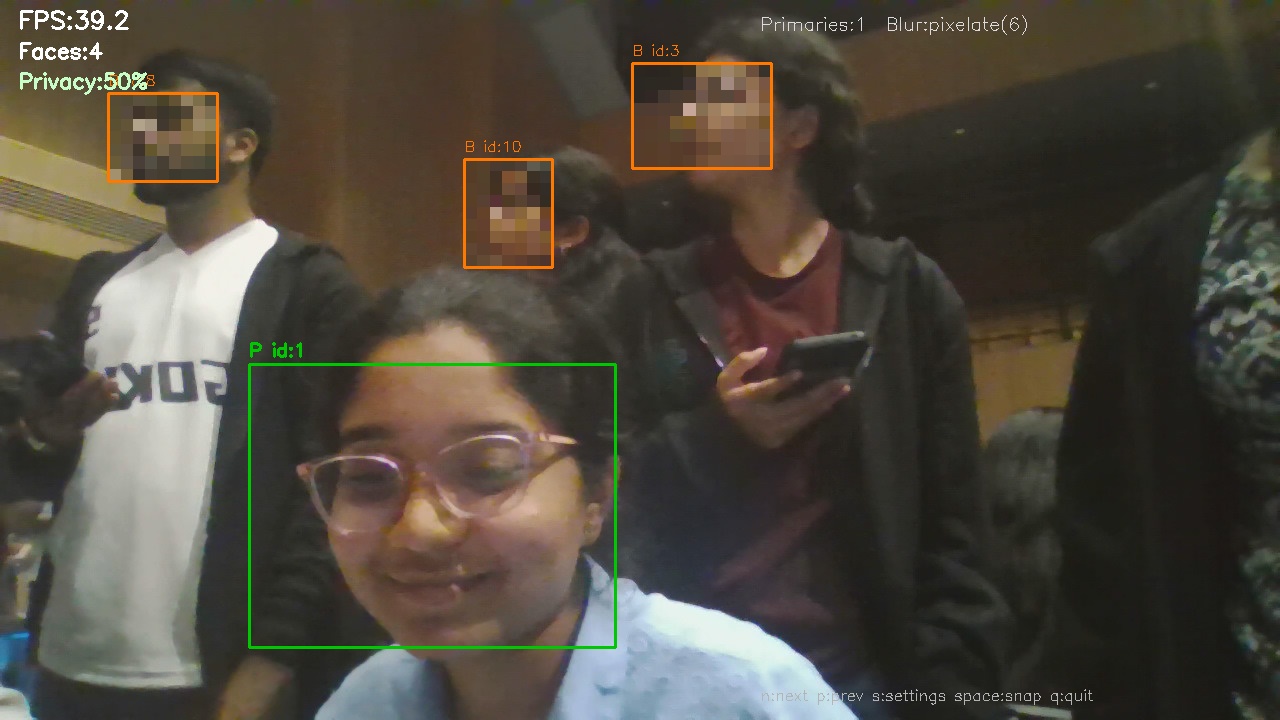 FPS:39.2
Primaries:1 Blur:pixelate(6)
Faces:4
Privacy:50%
B id:3
B id:10
P id:1
n:next p:prev s:settings space:snap q:quit